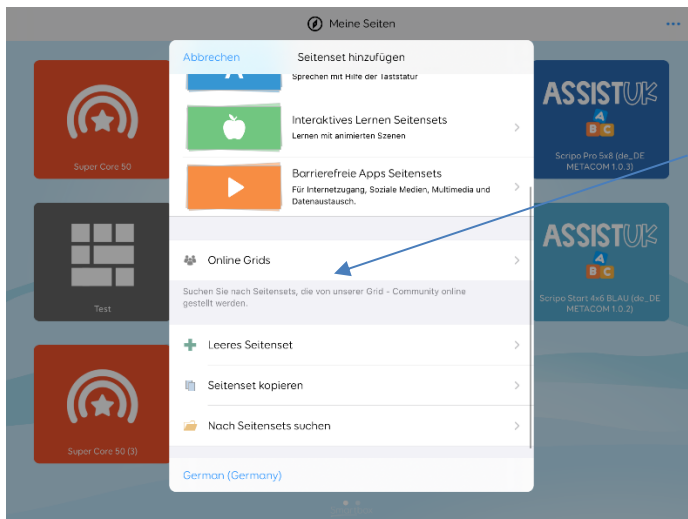 Meine Seiten
Abbrechen
Seitenset hinzufügen
Sprechen mit Hilfe der Taststatur
Interaktives Lernen Seitensets
Lernen mit animierten Szenen
Barrierefreie Apps Seitensets
Für Internetzugang, Soziale Medien, Multimedia und
Datenaustausch.
Online Grids
Suchen Sie nach Seitensets, die von unserer Grid - Community online
gestellt werden.
Leeres Seitenset
Seitenset kopieren
Nach Seitensets suchen
German (Germany)
Super Core 50
Test
Super Core 50 (3)
ASSISTUK
A
B C
Scripo Pro 5x8 (de_DE
METACOM 1.0.3)
ASSISTUK
A
B C
Scripo Start 4x6 BLAU (de_DE
METACOM 1.0.2)